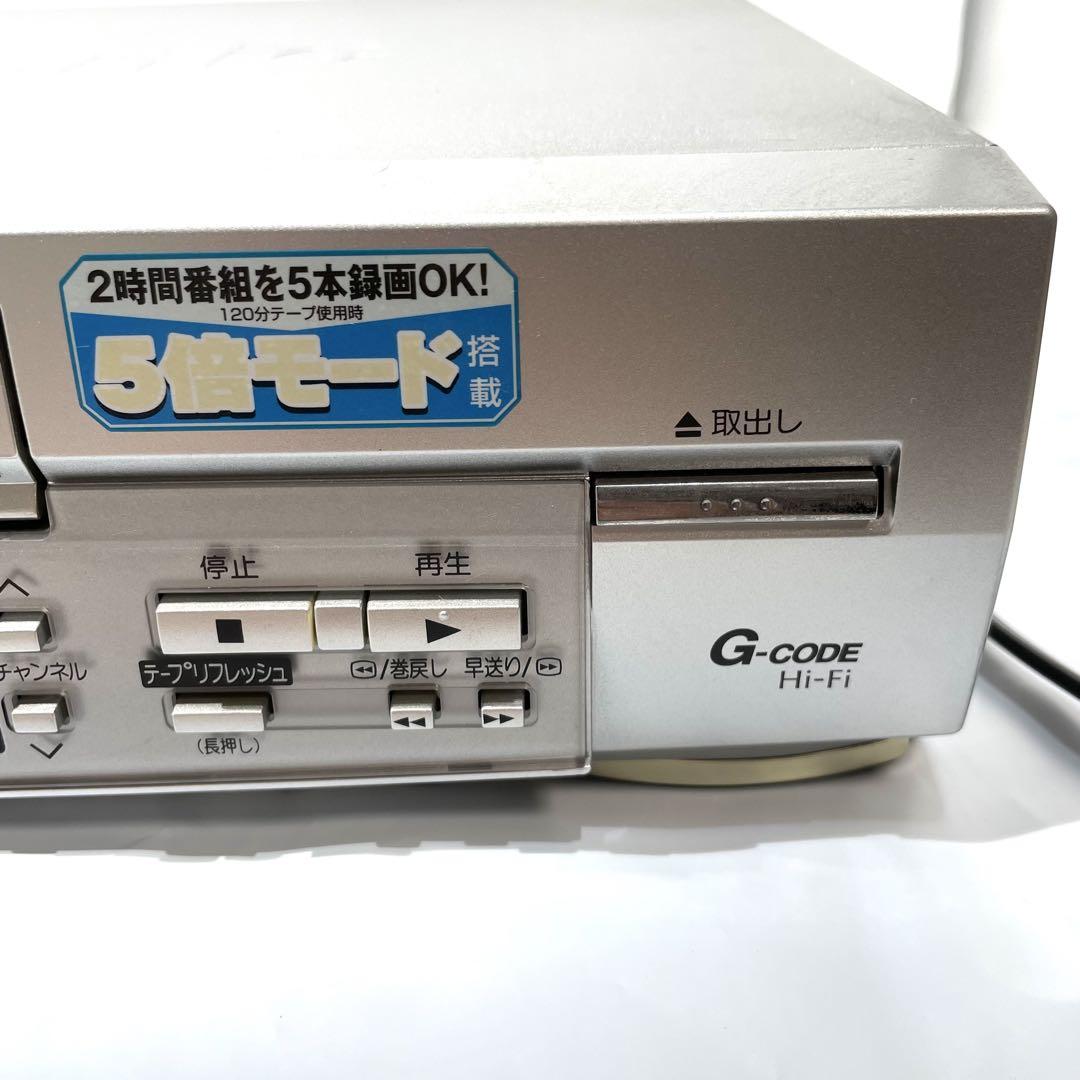 2時間番組を5本録画OK!
120分テープ使用時
5倍モード搭載
▲取出し
停止
再生
■
▶
テープリフレッシュ
◀◀/巻戻し
早送り/▶▶
チャンネル
◀◀
▶▶
(長押し)
G-CODE
Hi-Fi